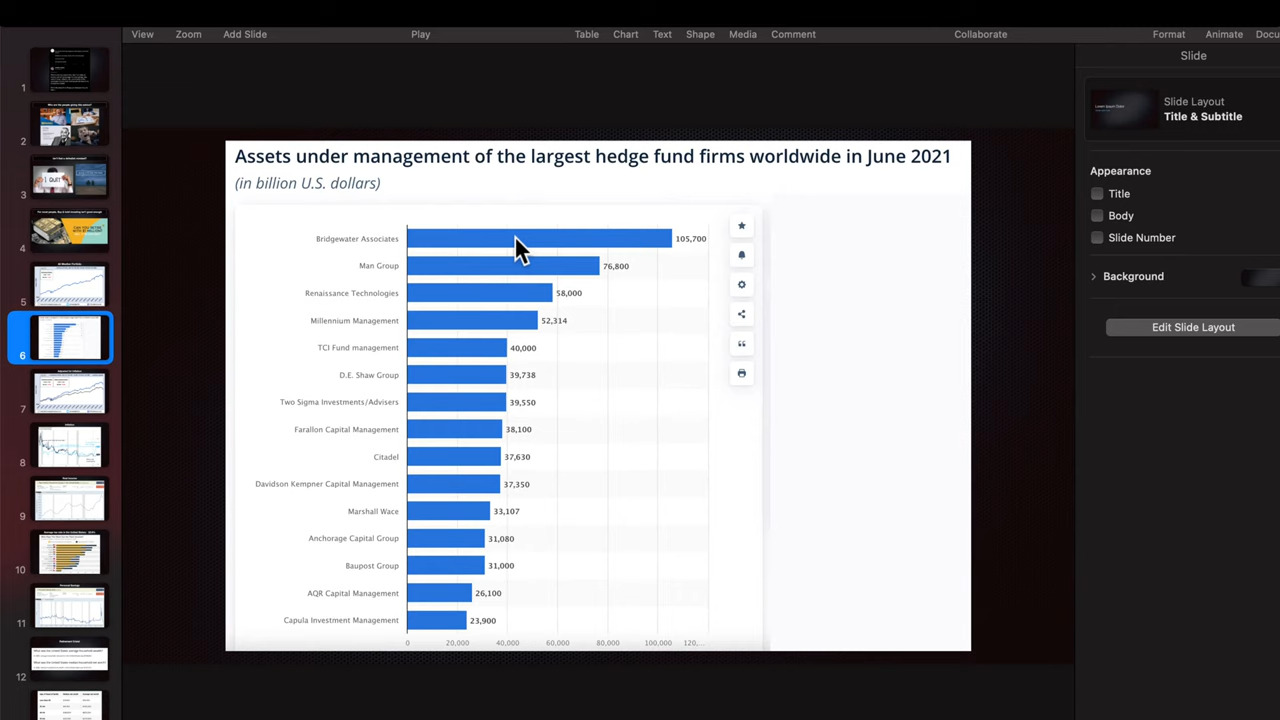 View Zoom Add Slide Play Table Chart Text Shape Media Comment Collaborate Format Animate Docu
Assets under management of the largest hedge fund firms worldwide in June 2021
(in billion U.S. dollars)
Bridgewater Associates 105,700
Man Group 76,800
Renaissance Technologies 58,000
Millennium Management 52,314
TCI Fund management 40,000
D.E. Shaw Group 39,738
Two Sigma Investments/Advisers 39,550
Farallon Capital Management 38,100
Citadel 37,630
Davidson Kempner Capital Management 37,350
Marshall Wace 33,107
Anchorage Capital Group 31,080
Baupost Group 31,000
AQR Capital Management 26,100
Capula Investment Management 23,900
0 20,000 40,000 60,000 80,000 100,000 120,...
1
2
3
I QUIT
4
5
6
7
8
9
10
11
12
Slide
Slide Layout
Title & Subtitle
Appearance
Title
Body
Slide Number
Background
Edit Slide Layout